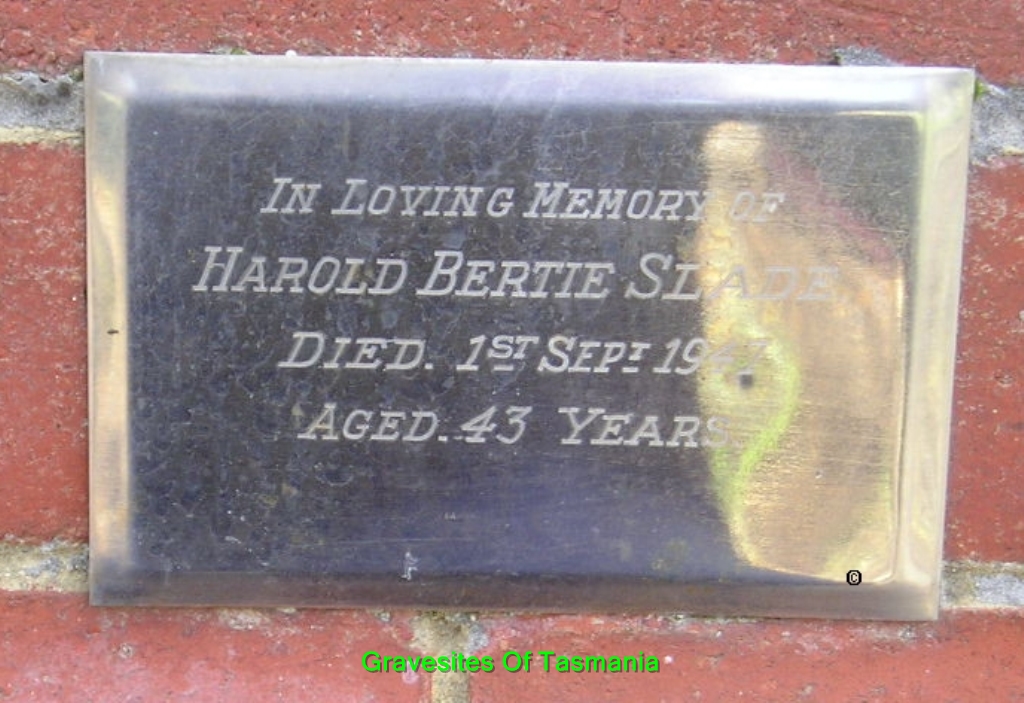 In Loving Memory of
Harold Bertie Slade
Died. 1st Sept
Aged. 43 Years.
©
Gravesites Of Tasmania